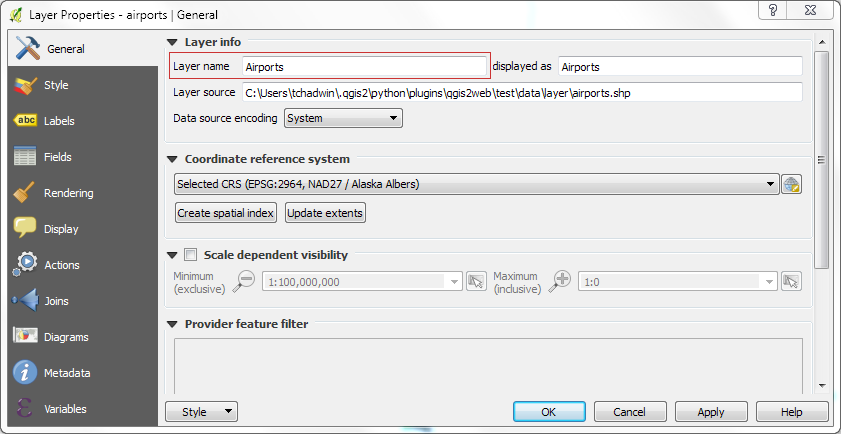 Layer Properties - airports | General
General
Style
abc Labels
Fields
Rendering
Display
Actions
Joins
Diagrams
Metadata
Variables
Layer info
Layer name Airports displayed as Airports
Layer source C:\Users\tchadwin\.qgis2\python\plugins\qgis2web\test\data\layer\airports.shp
Data source encoding System
Coordinate reference system
Selected CRS (EPSG:2964, NAD27 / Alaska Albers)
Create spatial index Update extents
Scale dependent visibility
Minimum (exclusive) 1:100,000,000 Maximum (inclusive) 1:0
Provider feature filter
Style OK Cancel Apply Help